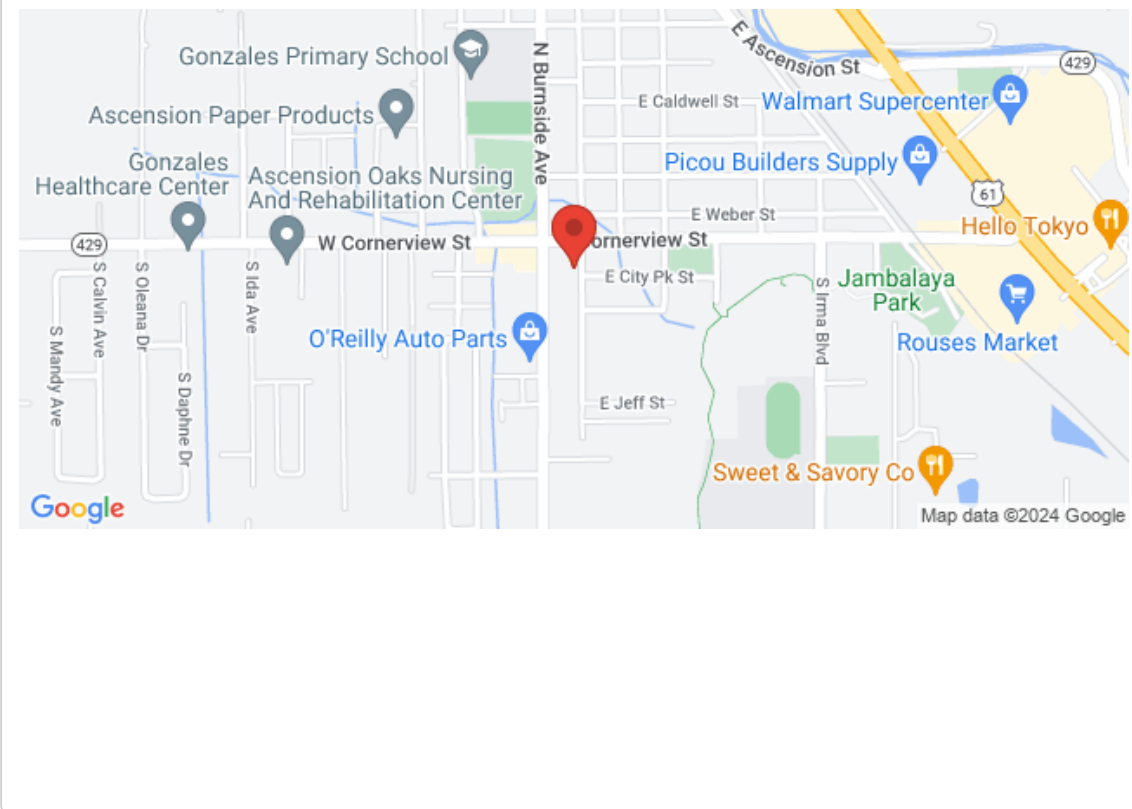 E Ascension St
429
Gonzales Primary School
N Burnside Ave
E Caldwell St
Walmart Supercenter
Ascension Paper Products
Gonzales
Healthcare Center
Ascension Oaks Nursing
And Rehabilitation Center
Picou Builders Supply
61
E Weber St
Hello Tokyo
429
W Cornerview St
ornerview St
S Calvin Ave
S Oleana Dr
S Ida Ave
E City Pk St
S Irma Blvd
Jambalaya
Park
S Mandy Ave
O'Reilly Auto Parts
Rouses Market
S Daphne Dr
E Jeff St
Sweet & Savory Co
Google
Map data ©2024 Google